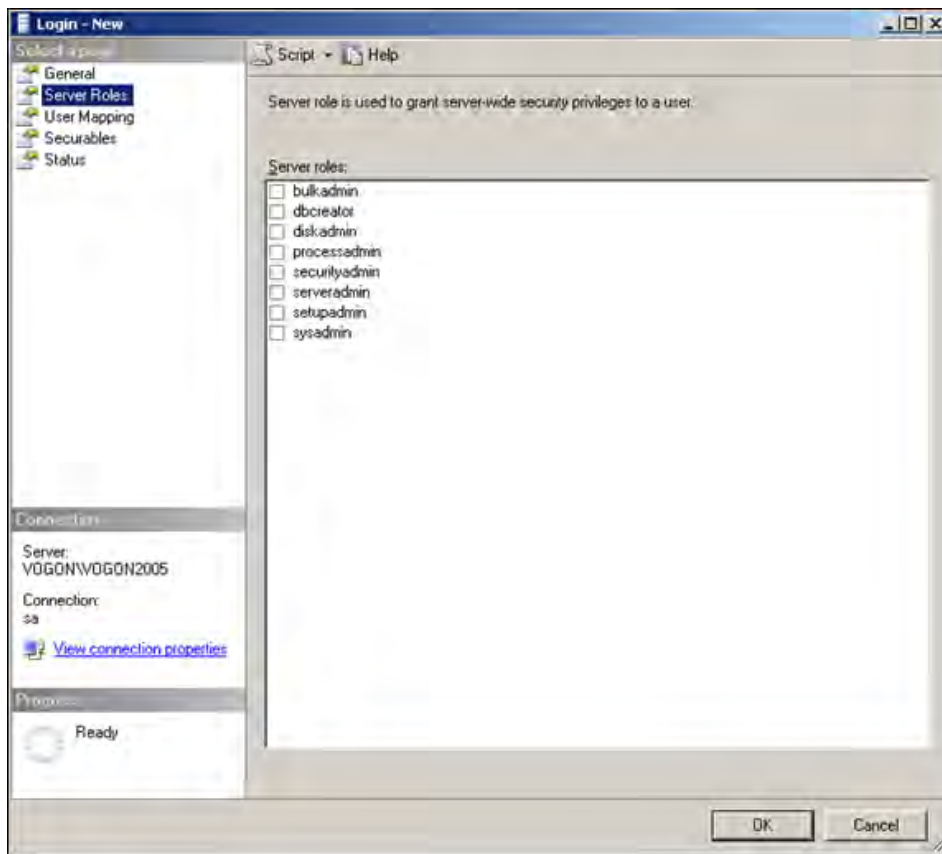 Login - New
Select a page
General
Server Roles
User Mapping
Securables
Status
Script
Help
Server role is used to grant server-wide security privileges to a user.
Server roles:
bulkadmin
dbcreator
diskadmin
processadmin
securityadmin
serveradmin
setupadmin
sysadmin
Connection
Server:
VOGON\VOGON2005
Connection:
sa
View connection properties
Progress
Ready
OK
Cancel